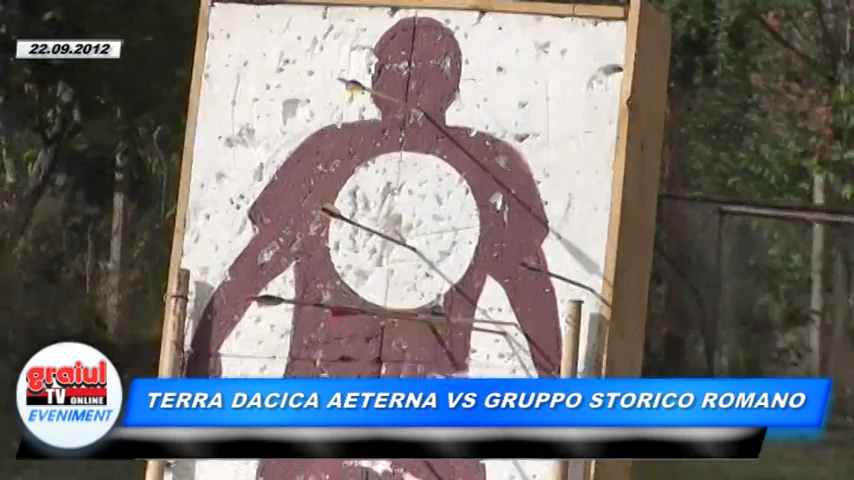 22.09.2012
graiul
TV ONLINE
EVENIMENT
TERRA DACICA AETERNA VS GRUPPO STORICO ROMANO